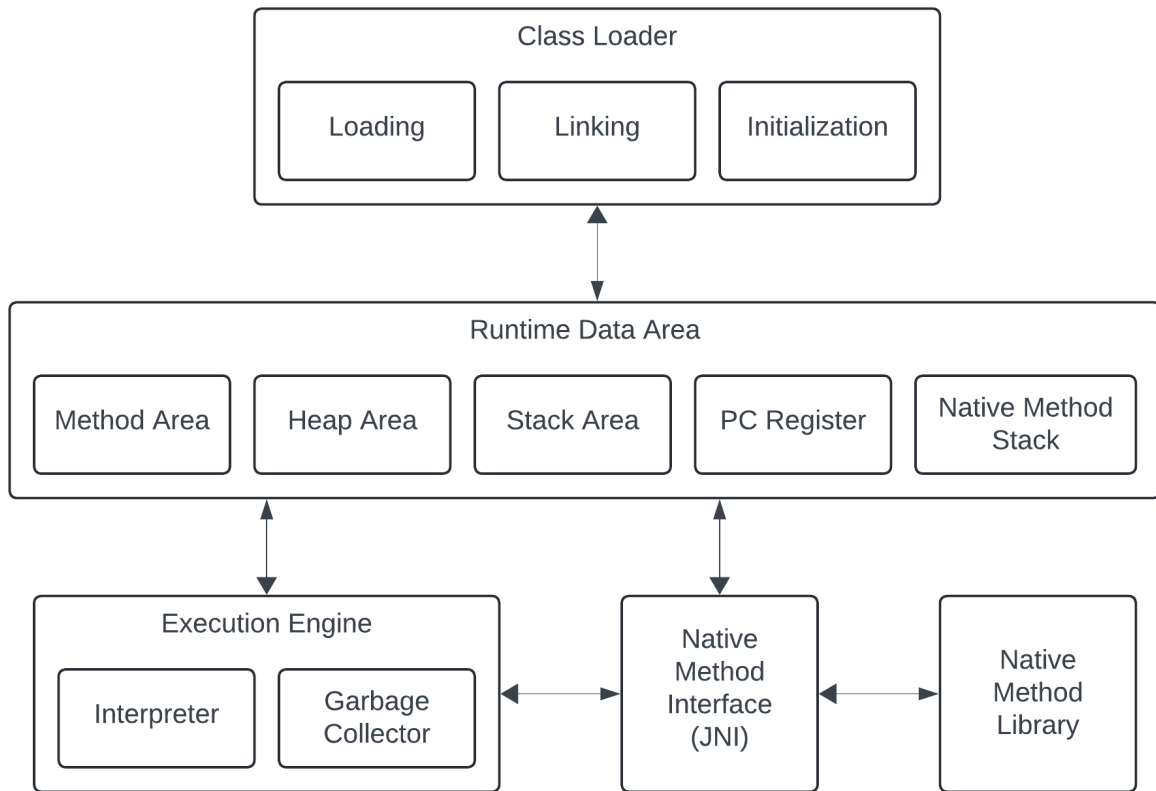 Class Loader
Loading
Linking
Initialization
Runtime Data Area
Method Area
Heap Area
Stack Area
PC Register
Native Method
Stack
Execution Engine
Interpreter
Garbage
Collector
Native
Method
Interface
(JNI)
Native
Method
Library